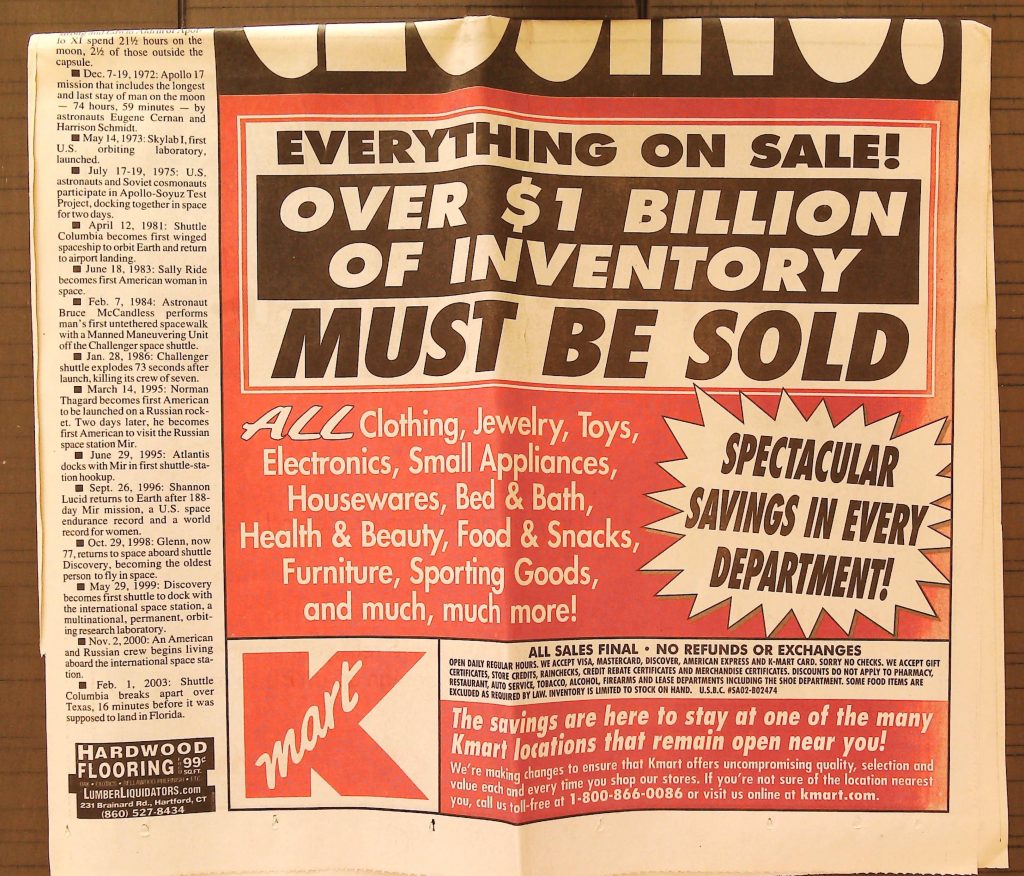 lo XI spend 21½ hours on the
moon, 2½ of those outside the
capsule.
■ Dec. 7-19, 1972: Apollo 17
mission that includes the longest
and last stay of man on the moon
— 74 hours, 59 minutes — by
astronauts Eugene Cernan and
Harrison Schmidt.
■ May 14, 1973: Skylab I, first
U.S. orbiting laboratory,
launched.
■ July 17-19, 1975: U.S.
astronauts and Soviet cosmonauts
participate in Apollo-Soyuz Test
Project, docking together in space
for two days.
■ April 12, 1981: Shuttle
Columbia becomes first winged
spaceship to orbit Earth and return
to airport landing.
■ June 18, 1983: Sally Ride
becomes first American woman in
space.
■ Feb. 7, 1984: Astronaut
Bruce McCandless performs
man's first untethered spacewalk
with a Manned Maneuvering Unit
off the Challenger space shuttle.
■ Jan. 28, 1986: Challenger
shuttle explodes 73 seconds after
launch, killing its crew of seven.
■ March 14, 1995: Norman
Thagard becomes first American
to be launched on a Russian rock-
et. Two days later, he becomes
first American to visit the Russian
space station Mir.
■ June 29, 1995: Atlantis
docks with Mir in first shuttle-sta-
tion hookup.
■ Sept. 26, 1996: Shannon
Lucid returns to Earth after 188-
day Mir mission, a U.S. space
endurance record and a world
record for women.
■ Oct. 29, 1998: Glenn, now
77, returns to space aboard shuttle
Discovery, becoming the oldest
person to fly in space.
■ May 29, 1999: Discovery
becomes first shuttle to dock with
the international space station, a
multinational, permanent, orbit-
ing research laboratory.
■ Nov. 2, 2000: An American
and Russian crew begins living
aboard the international space sta-
tion.
■ Feb. 1, 2003: Shuttle
Columbia breaks apart over
Texas, 16 minutes before it was
supposed to land in Florida.
HARDWOOD
FLOORING 99¢
SQ.FT.
LUMBERLIQUIDATORS.com
231 Brainard Rd., Hartford, CT
(860) 527-8434
CLOSING!
EVERYTHING ON SALE!
OVER $1 BILLION
OF INVENTORY
MUST BE SOLD
ALL Clothing, Jewelry, Toys,
Electronics, Small Appliances,
Housewares, Bed & Bath,
Health & Beauty, Food & Snacks,
Furniture, Sporting Goods,
and much, much more!
SPECTACULAR
SAVINGS IN EVERY
DEPARTMENT!
K
mart
ALL SALES FINAL • NO REFUNDS OR EXCHANGES
OPEN DAILY REGULAR HOURS. WE ACCEPT VISA, MASTERCARD, DISCOVER, AMERICAN EXPRESS AND K-MART CARD. SORRY NO CHECKS. WE ACCEPT GIFT
CERTIFICATES, STORE CREDITS, RAINCHECKS, CREDIT REBATE CERTIFICATES AND MERCHANDISE CERTIFICATES. DISCOUNTS DO NOT APPLY TO PHARMACY,
RESTAURANT, AUTO SERVICE, TOBACCO, ALCOHOL, FIREARMS AND LEASE DEPARTMENTS INCLUDING THE SHOE DEPARTMENT. SOME FOOD ITEMS ARE
EXCLUDED AS REQUIRED BY LAW. INVENTORY IS LIMITED TO STOCK ON HAND. U.S.B.C. #SA02-B02474
The savings are here to stay at one of the many
Kmart locations that remain open near you!
We're making changes to ensure that Kmart offers uncompromising quality, selection and
value each and every time you shop our stores. If you're not sure of the location nearest
you, call us toll-free at 1-800-866-0086 or visit us online at kmart.com.